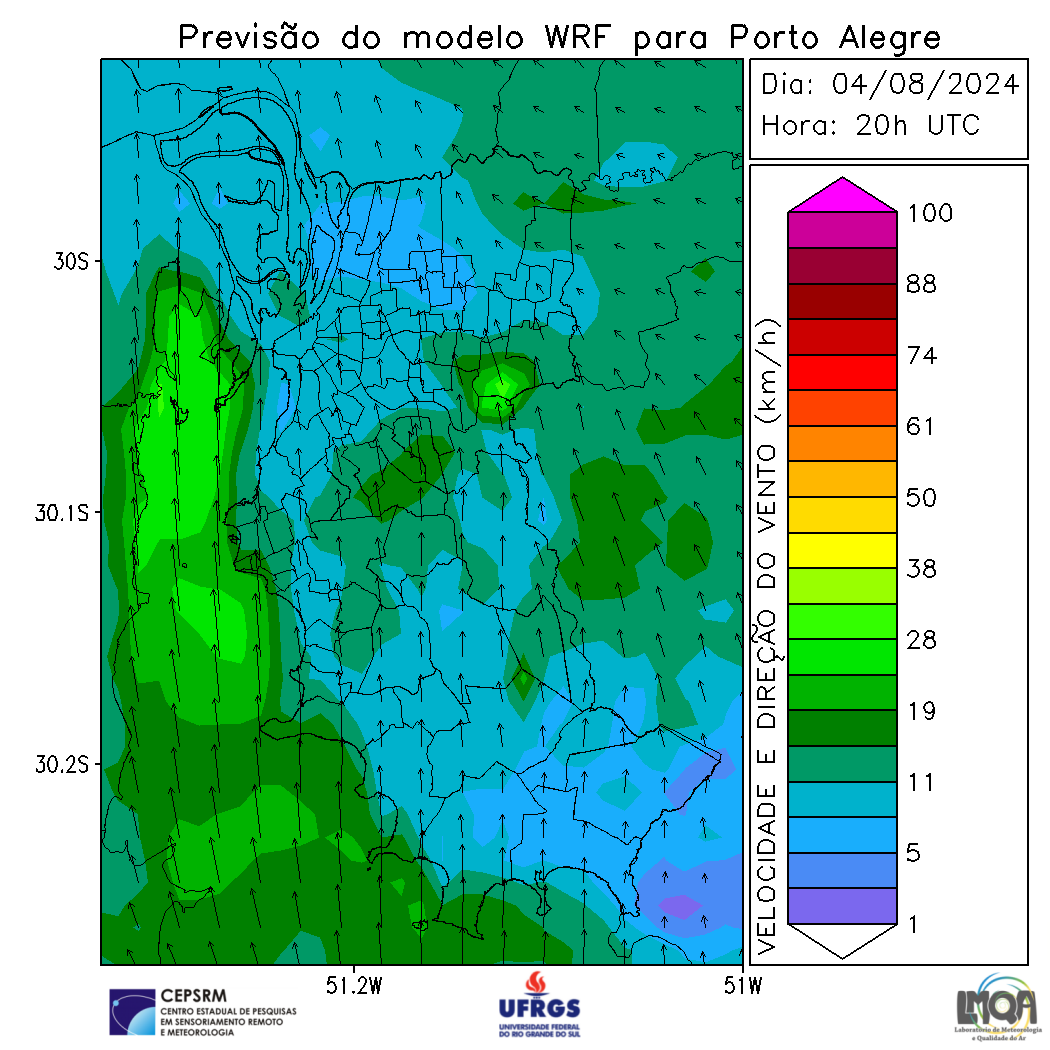 Previsão do modelo WRF para Porto Alegre
Dia: 04/08/2024
Hora: 20h UTC
VELOCIDADE E DIREÇÃO DO VENTO (km/h)
100
88
74
61
50
38
28
19
11
5
1
30S
30.1S
30.2S
51.2W
51W
CEPSRM
CENTRO ESTADUAL DE PESQUISAS
EM SENSORIAMENTO REMOTO
E METEOROLOGIA
UFRGS
UNIVERSIDADE FEDERAL
DO RIO GRANDE DO SUL
LMQA
Laboratório de Meteorologia
e Qualidade do Ar